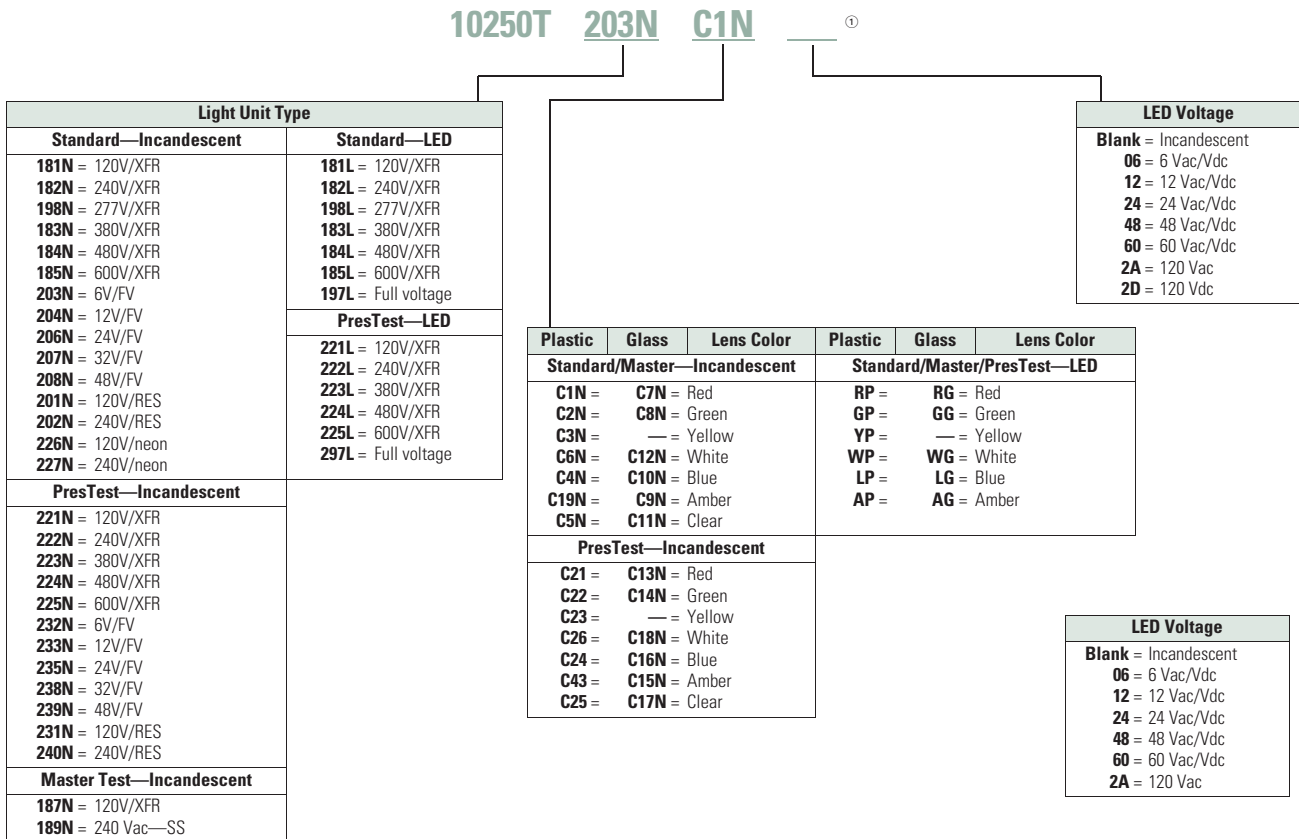 10250T 203N C1N ①
Light Unit Type
Standard—Incandescent
181N = 120V/XFR
182N = 240V/XFR
198N = 277V/XFR
183N = 380V/XFR
184N = 480V/XFR
185N = 600V/XFR
203N = 6V/FV
204N = 12V/FV
206N = 24V/FV
207N = 32V/FV
208N = 48V/FV
201N = 120V/RES
202N = 240V/RES
226N = 120V/neon
227N = 240V/neon
PresTest—Incandescent
221N = 120V/XFR
222N = 240V/XFR
223N = 380V/XFR
224N = 480V/XFR
225N = 600V/XFR
232N = 6V/FV
233N = 12V/FV
235N = 24V/FV
238N = 32V/FV
239N = 48V/FV
231N = 120V/RES
240N = 240V/RES
Master Test—Incandescent
187N = 120V/XFR
189N = 240 Vac—SS
Standard—LED
181L = 120V/XFR
182L = 240V/XFR
198L = 277V/XFR
183L = 380V/XFR
184L = 480V/XFR
185L = 600V/XFR
197L = Full voltage
PresTest—LED
221L = 120V/XFR
222L = 240V/XFR
223L = 380V/XFR
224L = 480V/XFR
225L = 600V/XFR
297L = Full voltage
Plastic Glass Lens Color
Standard/Master—Incandescent
C1N = C7N = Red
C2N = C8N = Green
C3N = — = Yellow
C6N = C12N = White
C4N = C10N = Blue
C19N = C9N = Amber
C5N = C11N = Clear
PresTest—Incandescent
C21 = C13N = Red
C22 = C14N = Green
C23 = — = Yellow
C26 = C18N = White
C24 = C16N = Blue
C43 = C15N = Amber
C25 = C17N = Clear
Plastic Glass Lens Color
Standard/Master/PresTest—LED
RP = RG = Red
GP = GG = Green
YP = — = Yellow
WP = WG = White
LP = LG = Blue
AP = AG = Amber
LED Voltage
Blank = Incandescent
06 = 6 Vac/Vdc
12 = 12 Vac/Vdc
24 = 24 Vac/Vdc
48 = 48 Vac/Vdc
60 = 60 Vac/Vdc
2A = 120 Vac
2D = 120 Vdc
LED Voltage
Blank = Incandescent
06 = 6 Vac/Vdc
12 = 12 Vac/Vdc
24 = 24 Vac/Vdc
48 = 48 Vac/Vdc
60 = 60 Vac/Vdc
2A = 120 Vac